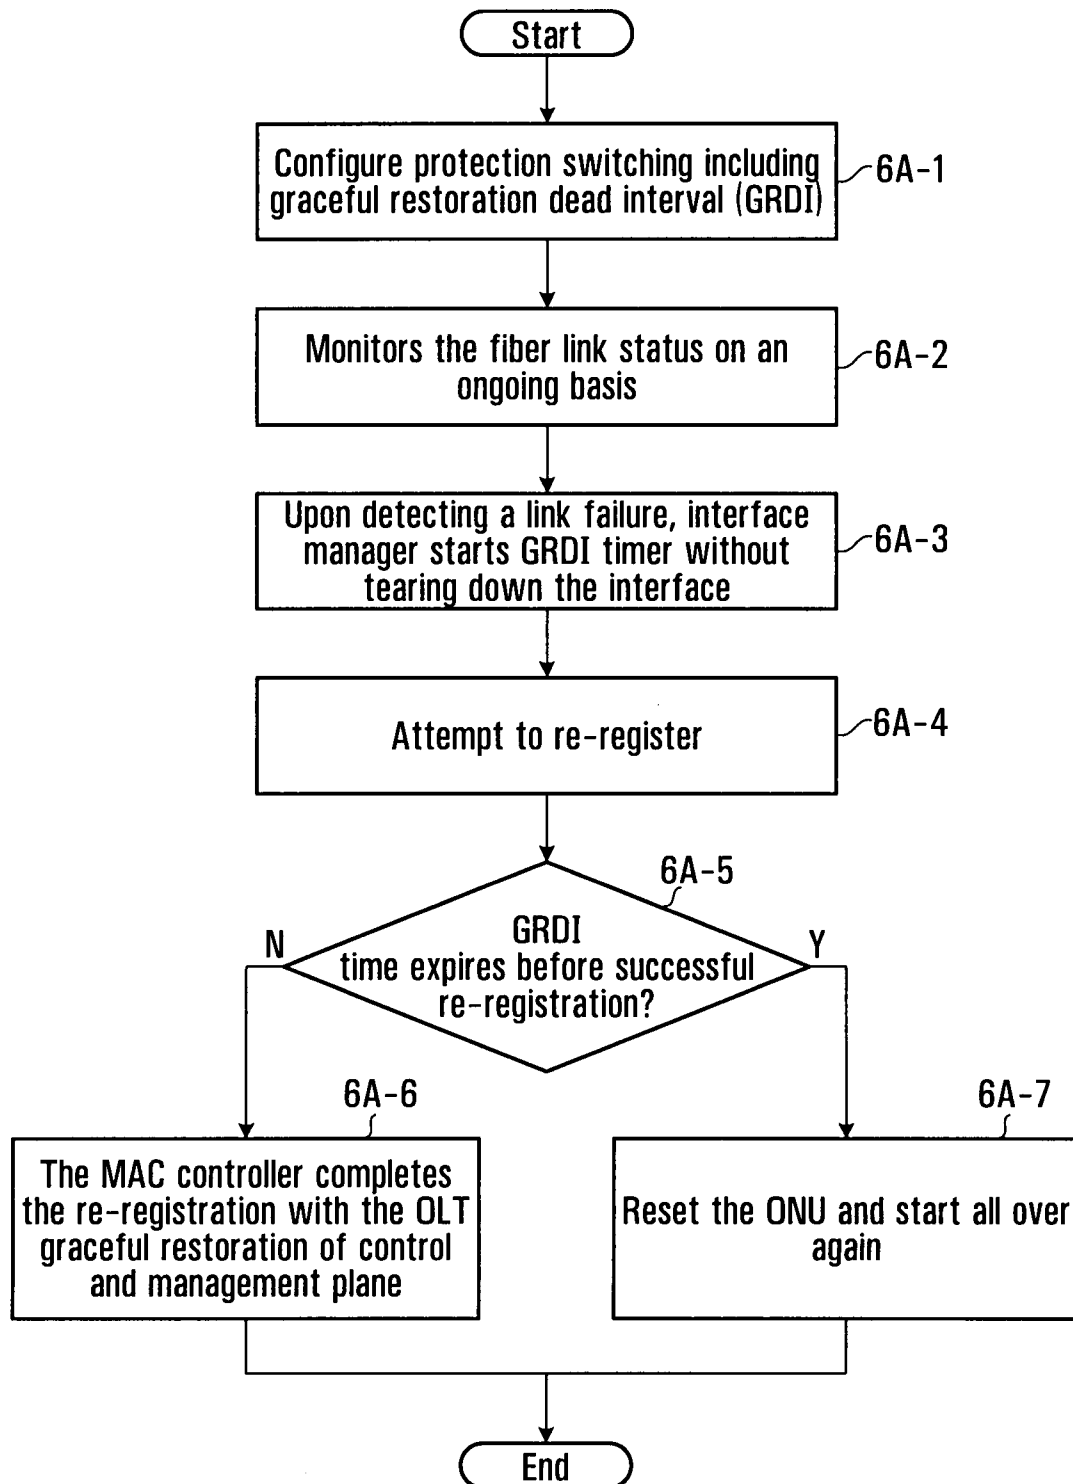 Start
Configure protection switching including
graceful restoration dead interval (GRDI)
6A-1
Monitors the fiber link status on an
ongoing basis
6A-2
Upon detecting a link failure, interface
manager starts GRDI timer without
tearing down the interface
6A-3
Attempt to re-register
6A-4
6A-5
GRDI
time expires before successful
re-registration?
N
Y
6A-6
The MAC controller completes
the re-registration with the OLT
graceful restoration of control
and management plane
6A-7
Reset the ONU and start all over
again
End